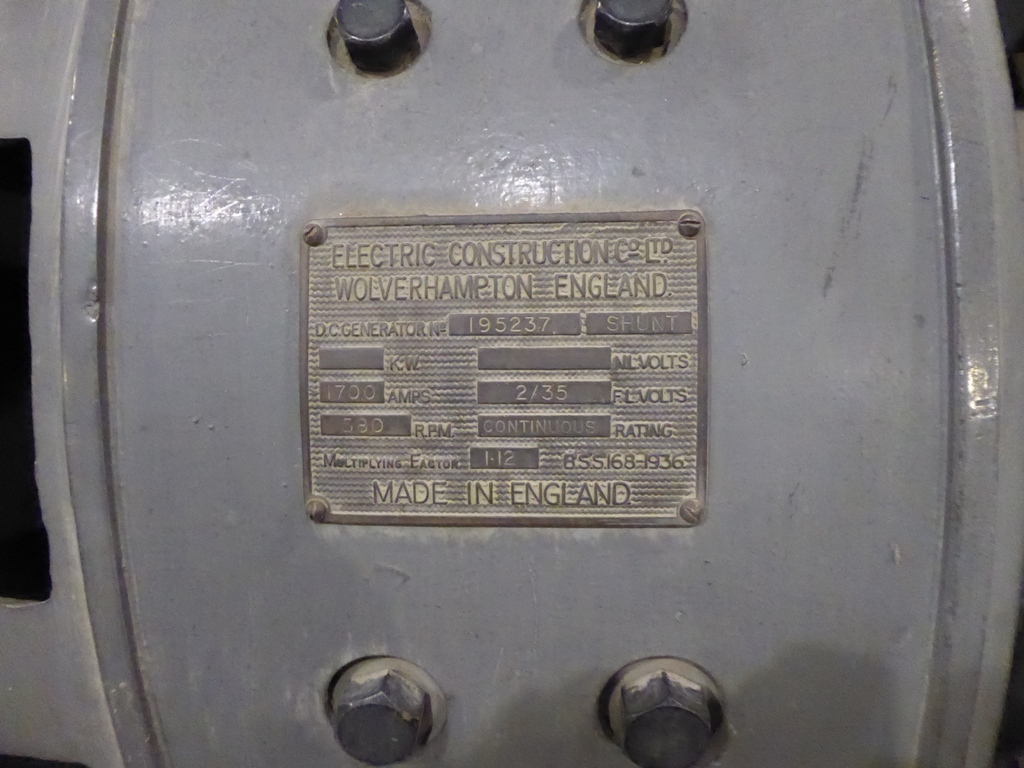 ELECTRIC CONSTRUCTION Co LTD
WOLVERHAMPTON ENGLAND.
D.C. GENERATOR No 195237 SHUNT
K.W. N.L. VOLTS
1700 AMPS 2/35 F.L. VOLTS
380 R.P.M. CONTINUOUS RATING
MULTIPLYING FACTOR 1·12 B.S.S 168-1936
MADE IN ENGLAND